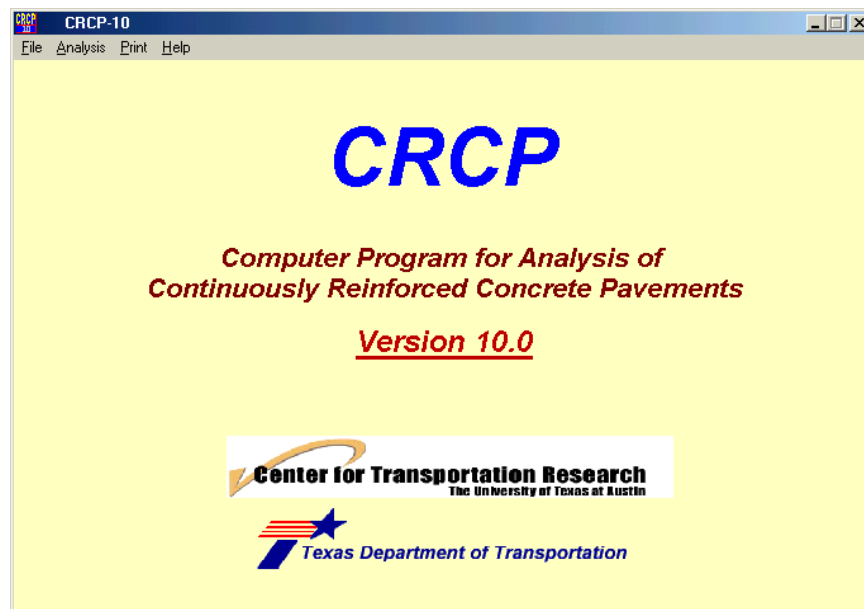 CRCP-10
File Analysis Print Help
CRCP
Computer Program for Analysis of
Continuously Reinforced Concrete Pavements
Version 10.0
Center for Transportation Research
The University of Texas at Austin
Texas Department of Transportation